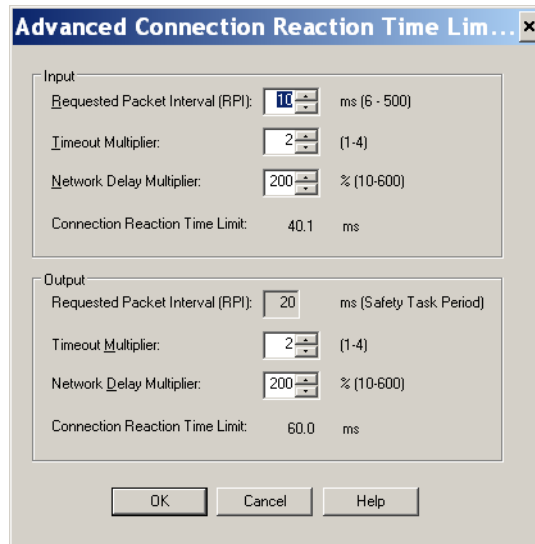 Advanced Connection Reaction Time Lim...
Input
Requested Packet Interval (RPI): 10 ms (6 - 500)
Timeout Multiplier: 2 (1-4)
Network Delay Multiplier: 200 % (10-600)
Connection Reaction Time Limit: 40.1 ms
Output
Requested Packet Interval (RPI): 20 ms (Safety Task Period)
Timeout Multiplier: 2 (1-4)
Network Delay Multiplier: 200 % (10-600)
Connection Reaction Time Limit: 60.0 ms
OK Cancel Help